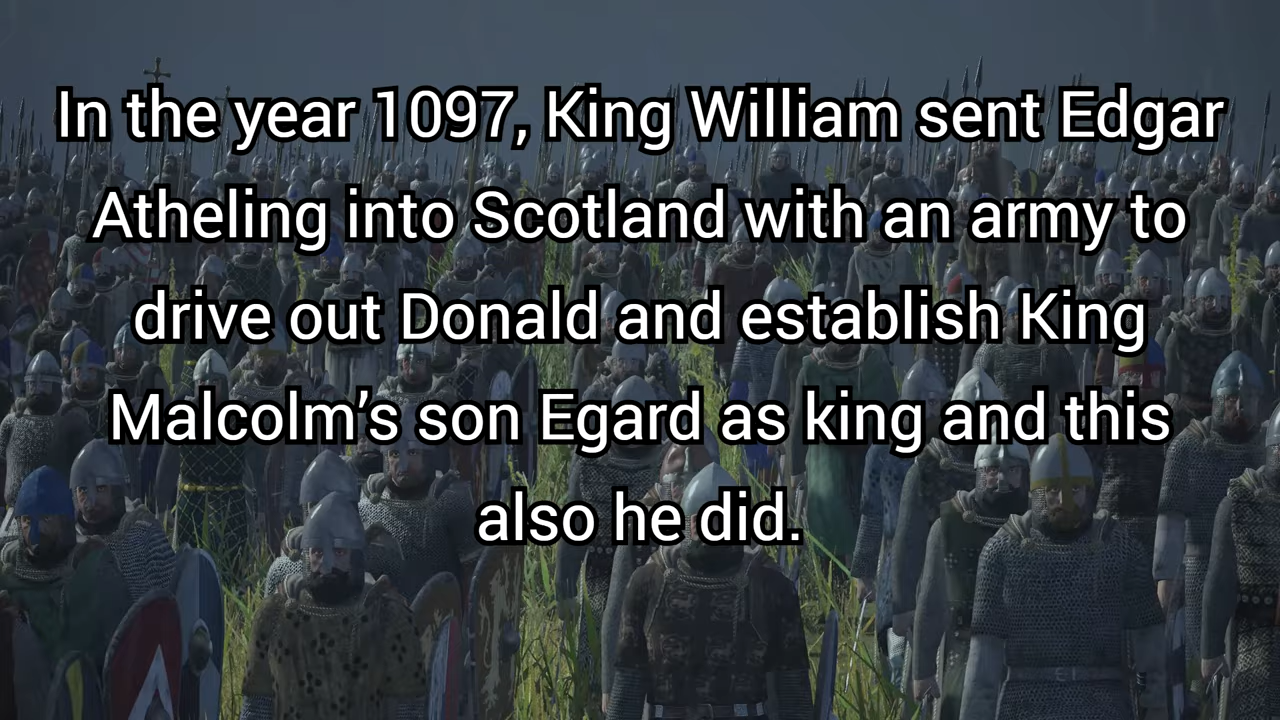 In the year 1097, King William sent Edgar
Atheling into Scotland with an army to
drive out Donald and establish King
Malcolm’s son Egard as king and this
also he did.